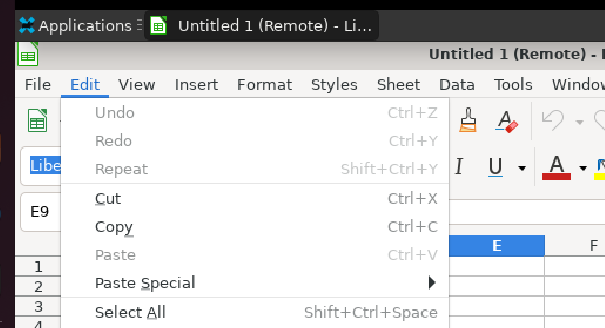 Applications Untitled 1 (Remote) - Li...
Untitled 1 (Remote) -
File Edit View Insert Format Styles Sheet Data Tools Window
Undo Ctrl+Z
Redo Ctrl+Y
Repeat Shift+Ctrl+Y
Libe I U A
Cut Ctrl+X
E9
Copy Ctrl+C
Paste Ctrl+V
E F
1
Paste Special
2
3
Select All Shift+Ctrl+Space
4